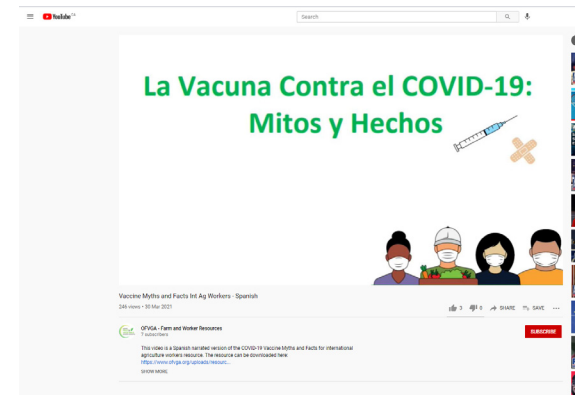 YouTube CA
Search
La Vacuna Contra el COVID-19:
Mitos y Hechos
Vaccine Myths and Facts Int Ag Workers - Spanish
246 views • 30 Mar 2021
3
0
SHARE
SAVE
OFVGA - Farm and Worker Resources
7 subscribers
SUBSCRIBE
This video is a Spanish narrated version of the COVID-19 Vaccine Myths and Facts for international
agriculture workers resource. The resource can be downloaded here:
https://www.ofvga.org/uploads/resourc...
SHOW MORE